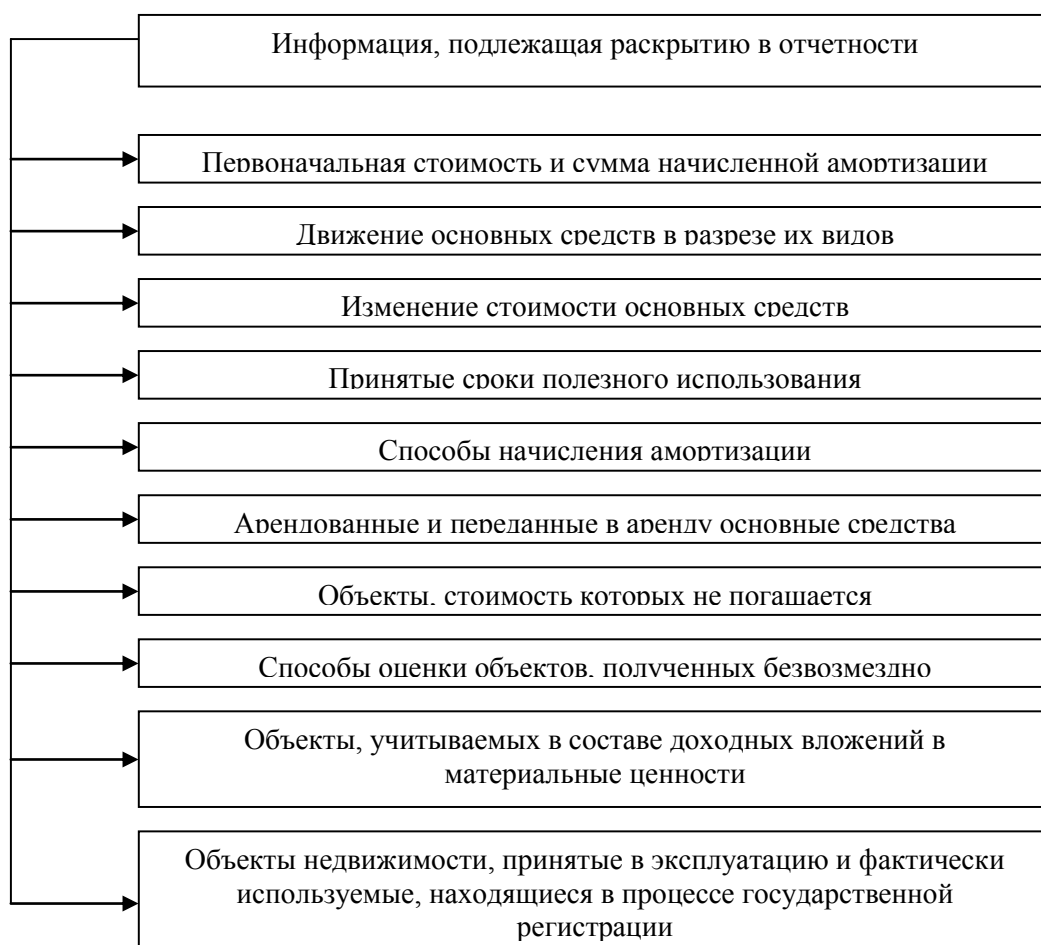 Информация, подлежащая раскрытию в отчетности
Первоначальная стоимость и сумма начисленной амортизации
Движение основных средств в разрезе их видов
Изменение стоимости основных средств
Принятые сроки полезного использования
Способы начисления амортизации
Арендованные и переданные в аренду основные средства
Объекты, стоимость которых не погашается
Способы оценки объектов, полученных безвозмездно
Объекты, учитываемых в составе доходных вложений в
материальные ценности
Объекты недвижимости, принятые в эксплуатацию и фактически
используемые, находящиеся в процессе государственной
регистрации